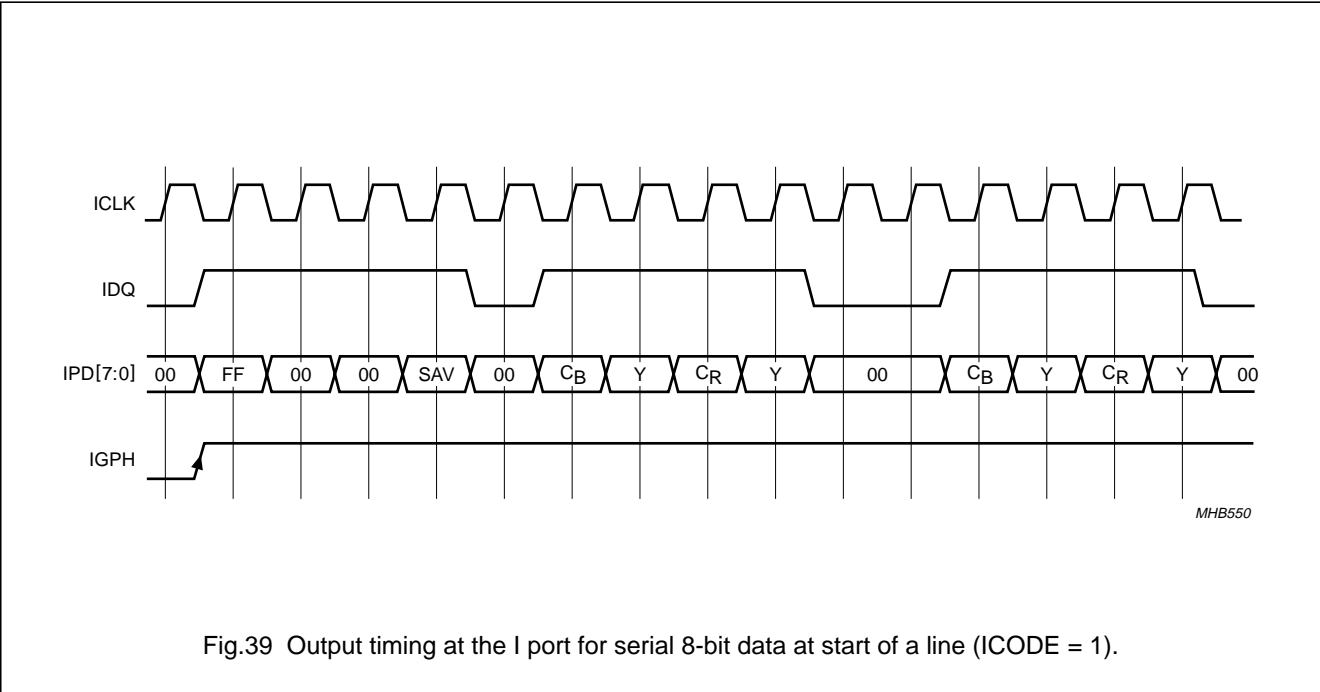 ICLK
IDQ
IPD[7:0] 00 FF 00 00 SAV 00 CB Y CR Y 00 CB Y CR Y 00
IGPH
MHB550
Fig.39 Output timing at the I port for serial 8-bit data at start of a line (ICODE = 1).